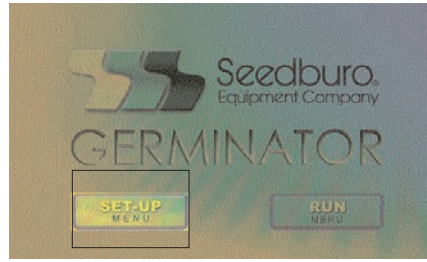 Seedburo
Equipment Company
GERMINATOR
SET-UP
MENU
RUN
MENU